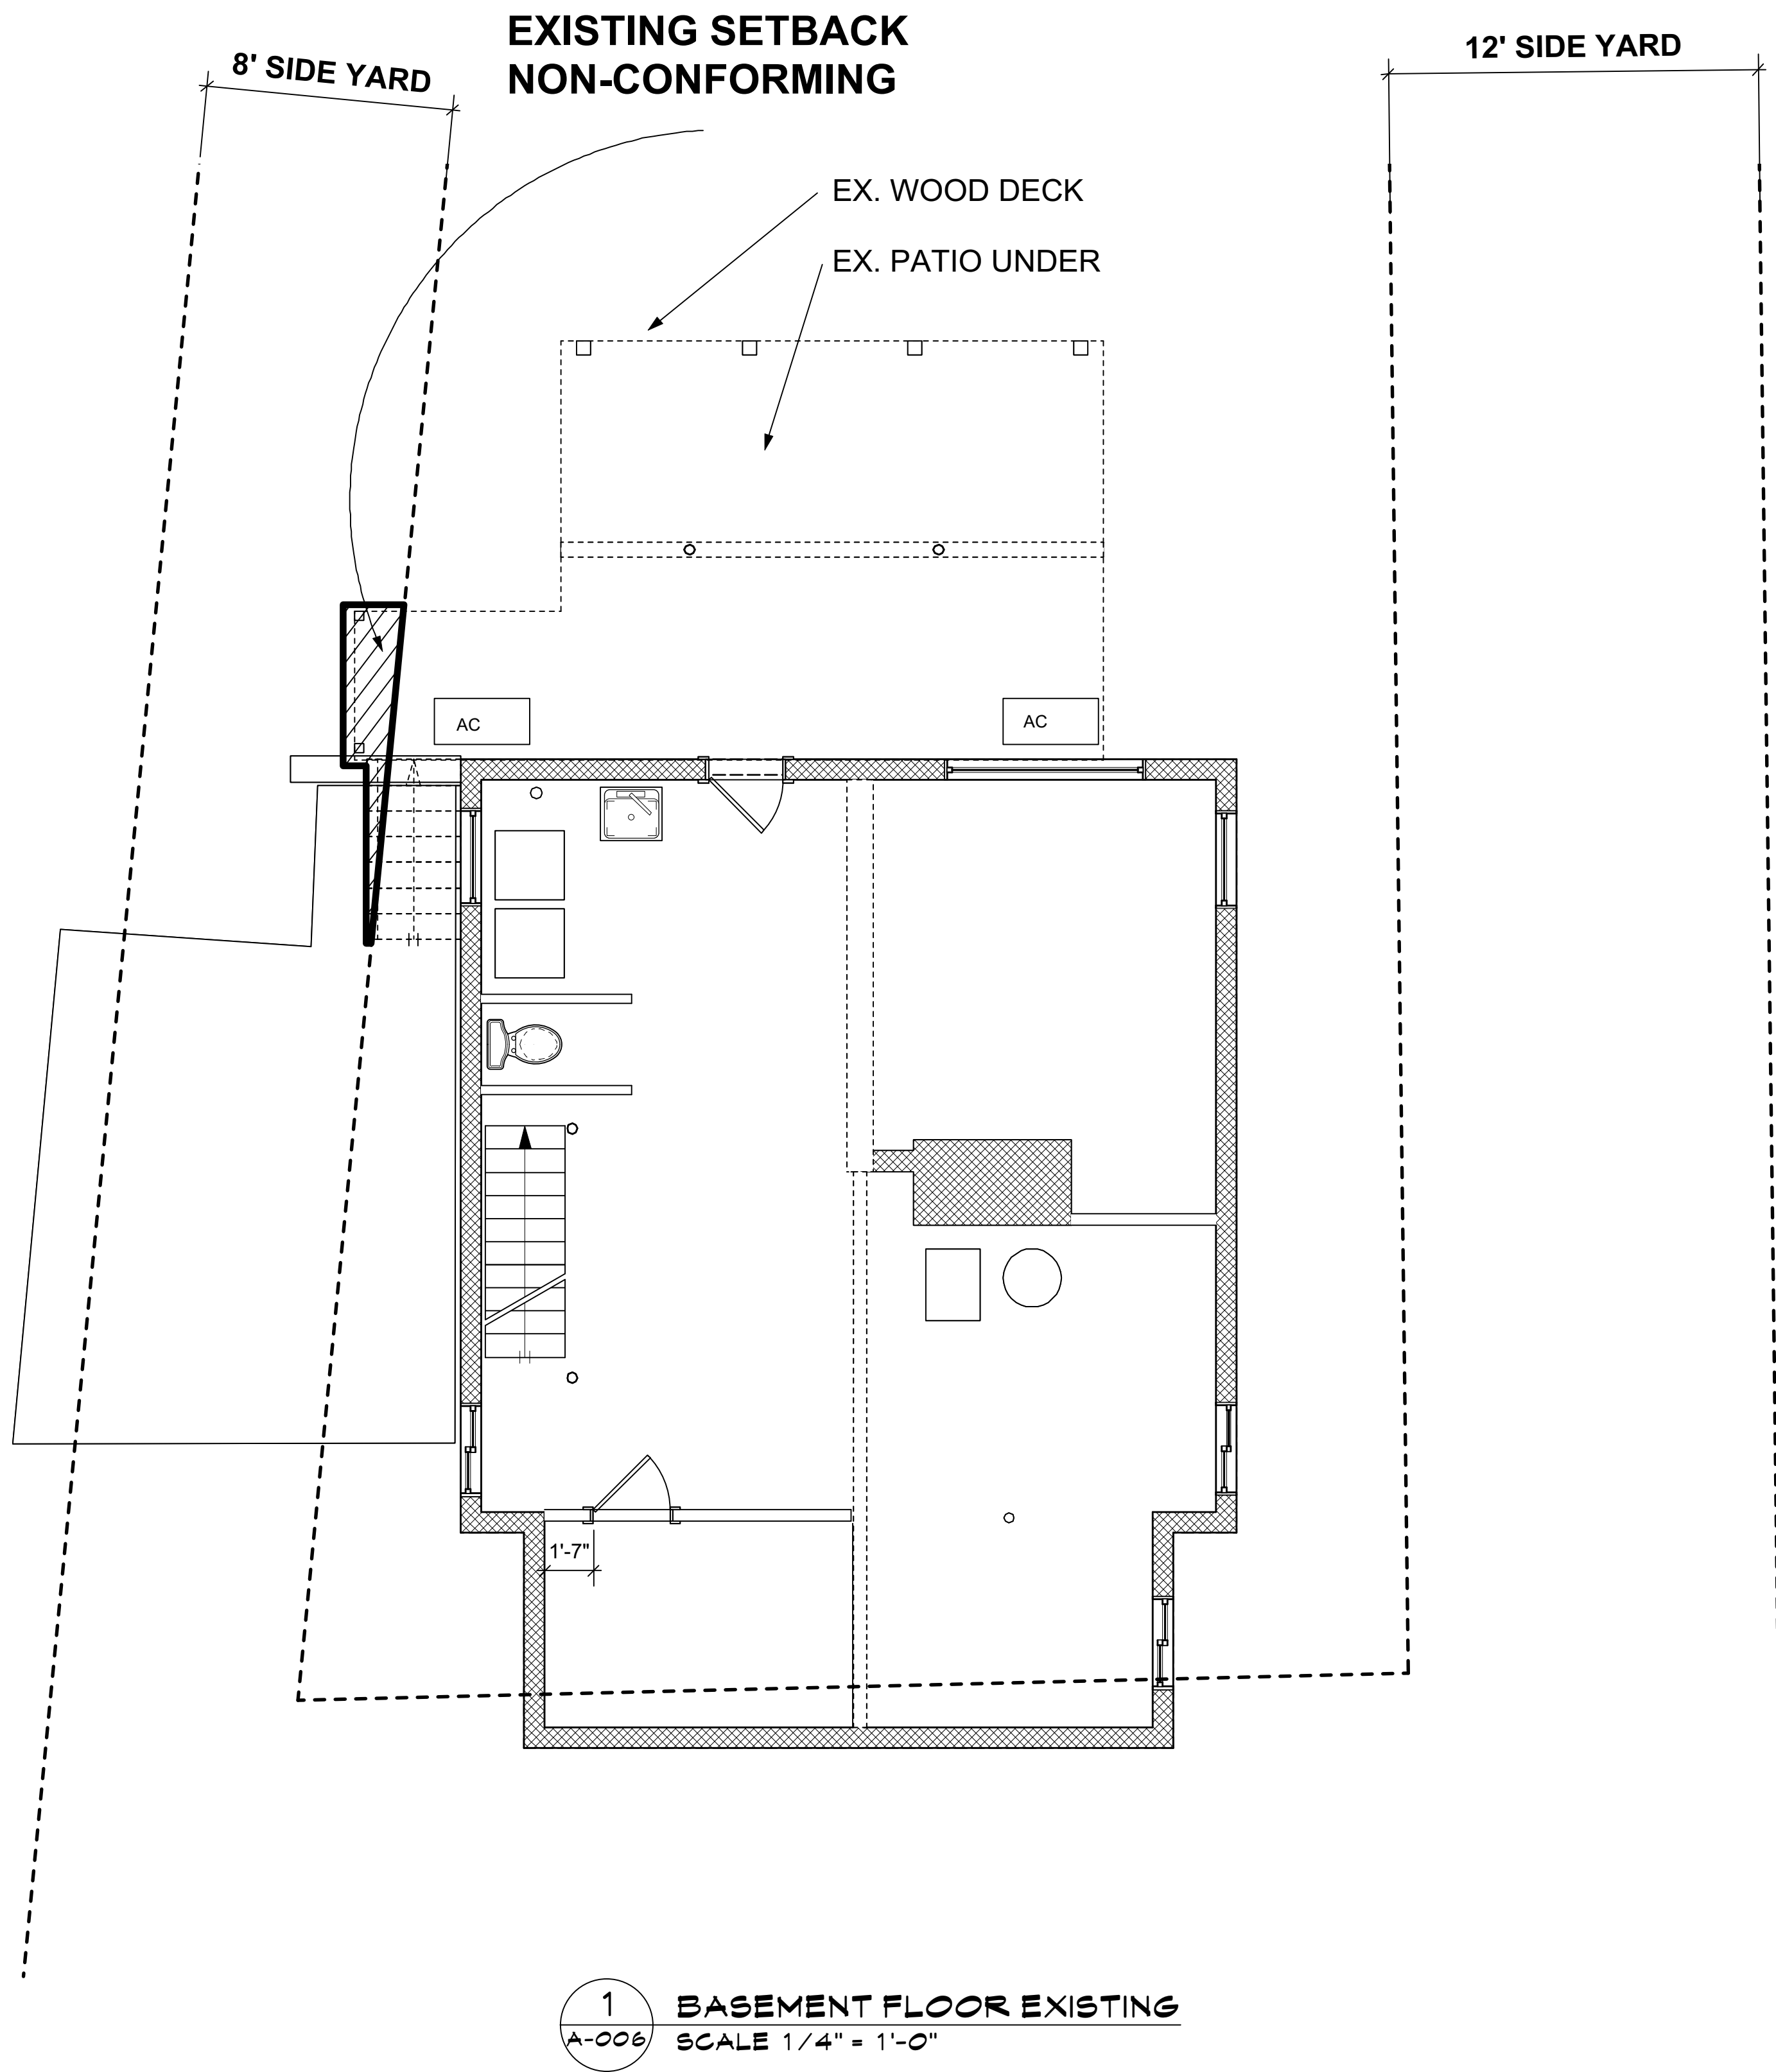 EXISTING SETBACK
NON-CONFORMING
8' SIDE YARD
12' SIDE YARD
EX. WOOD DECK
EX. PATIO UNDER
AC
AC
1'-7"
1
A-006
BASEMENT FLOOR EXISTING
SCALE 1/4" = 1'-0"